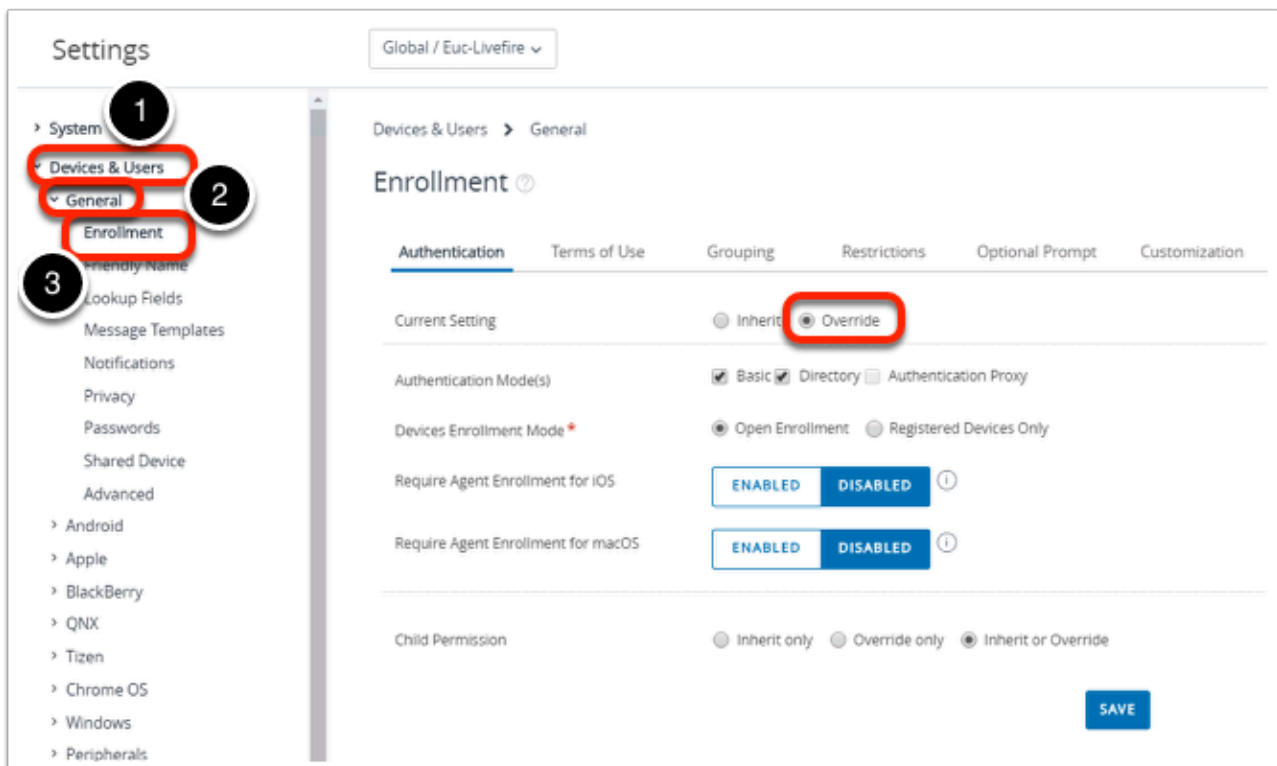 Settings
Global / Euc-Livefire
1
System
Devices & Users
2
General
Enrollment
3
Friendly Name
Lookup Fields
Message Templates
Notifications
Privacy
Passwords
Shared Device
Advanced
Android
Apple
BlackBerry
QNX
Tizen
Chrome OS
Windows
Peripherals
Devices & Users > General
Enrollment ?
Authentication Terms of Use Grouping Restrictions Optional Prompt Customization
Current Setting Inherit Override
Authentication Mode(s) Basic Directory Authentication Proxy
Devices Enrollment Mode * Open Enrollment Registered Devices Only
Require Agent Enrollment for iOS ENABLED DISABLED i
Require Agent Enrollment for macOS ENABLED DISABLED i
Child Permission Inherit only Override only Inherit or Override
SAVE